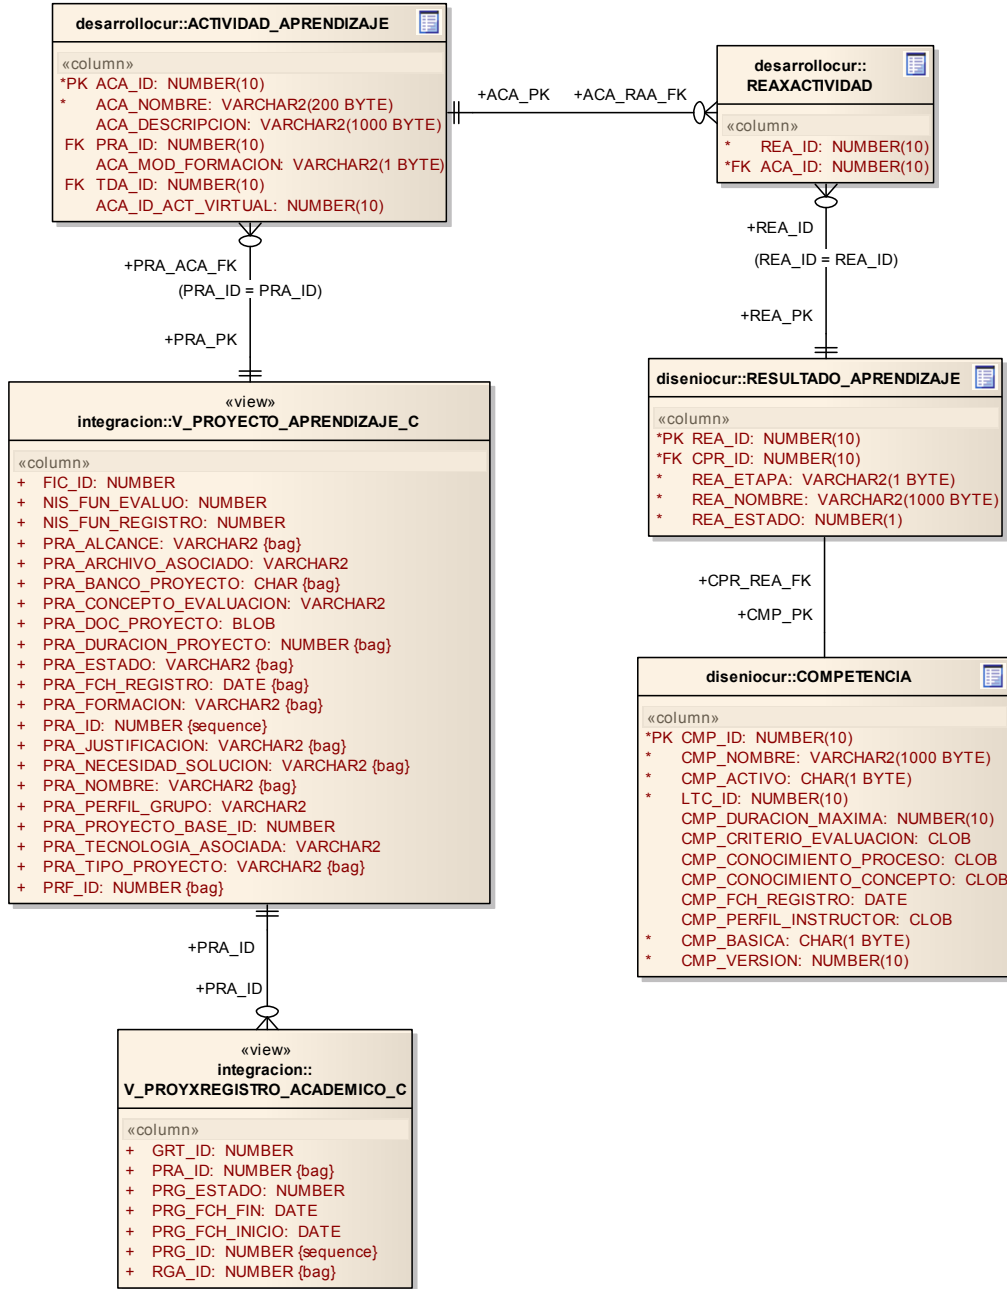 desarrollocur::ACTIVIDAD_APRENDIZAJE
«column»
*PK ACA_ID: NUMBER(10)
* ACA_NOMBRE: VARCHAR2(200 BYTE)
ACA_DESCRIPCION: VARCHAR2(1000 BYTE)
FK PRA_ID: NUMBER(10)
ACA_MOD_FORMACION: VARCHAR2(1 BYTE)
FK TDA_ID: NUMBER(10)
ACA_ID_ACT_VIRTUAL: NUMBER(10)
+ACA_PK
+ACA_RAA_FK
desarrollocur::
REAXACTIVIDAD
«column»
* REA_ID: NUMBER(10)
*FK ACA_ID: NUMBER(10)
+PRA_ACA_FK
(PRA_ID = PRA_ID)
+PRA_PK
+REA_ID
(REA_ID = REA_ID)
+REA_PK
«view»
integracion::V_PROYECTO_APRENDIZAJE_C
«column»
+ FIC_ID: NUMBER
+ NIS_FUN_EVALUO: NUMBER
+ NIS_FUN_REGISTRO: NUMBER
+ PRA_ALCANCE: VARCHAR2 {bag}
+ PRA_ARCHIVO_ASOCIADO: VARCHAR2
+ PRA_BANCO_PROYECTO: CHAR {bag}
+ PRA_CONCEPTO_EVALUACION: VARCHAR2
+ PRA_DOC_PROYECTO: BLOB
+ PRA_DURACION_PROYECTO: NUMBER {bag}
+ PRA_ESTADO: VARCHAR2 {bag}
+ PRA_FCH_REGISTRO: DATE {bag}
+ PRA_FORMACION: VARCHAR2 {bag}
+ PRA_ID: NUMBER {sequence}
+ PRA_JUSTIFICACION: VARCHAR2 {bag}
+ PRA_NECESIDAD_SOLUCION: VARCHAR2 {bag}
+ PRA_NOMBRE: VARCHAR2 {bag}
+ PRA_PERFIL_GRUPO: VARCHAR2
+ PRA_PROYECTO_BASE_ID: NUMBER
+ PRA_TECNOLOGIA_ASOCIADA: VARCHAR2
+ PRA_TIPO_PROYECTO: VARCHAR2 {bag}
+ PRF_ID: NUMBER {bag}
diseniocur::RESULTADO_APRENDIZAJE
«column»
*PK REA_ID: NUMBER(10)
*FK CPR_ID: NUMBER(10)
* REA_ETAPA: VARCHAR2(1 BYTE)
* REA_NOMBRE: VARCHAR2(1000 BYTE)
* REA_ESTADO: NUMBER(1)
+CPR_REA_FK
+CMP_PK
diseniocur::COMPETENCIA
«column»
*PK CMP_ID: NUMBER(10)
* CMP_NOMBRE: VARCHAR2(1000 BYTE)
* CMP_ACTIVO: CHAR(1 BYTE)
* LTC_ID: NUMBER(10)
CMP_DURACION_MAXIMA: NUMBER(10)
CMP_CRITERIO_EVALUACION: CLOB
CMP_CONOCIMIENTO_PROCESO: CLOB
CMP_CONOCIMIENTO_CONCEPTO: CLOB
CMP_FCH_REGISTRO: DATE
CMP_PERFIL_INSTRUCTOR: CLOB
* CMP_BASICA: CHAR(1 BYTE)
* CMP_VERSION: NUMBER(10)
+PRA_ID
+PRA_ID
«view»
integracion::
V_PROYXREGISTRO_ACADEMICO_C
«column»
+ GRT_ID: NUMBER
+ PRA_ID: NUMBER {bag}
+ PRG_ESTADO: NUMBER
+ PRG_FCH_FIN: DATE
+ PRG_FCH_INICIO: DATE
+ PRG_ID: NUMBER {sequence}
+ RGA_ID: NUMBER {bag}